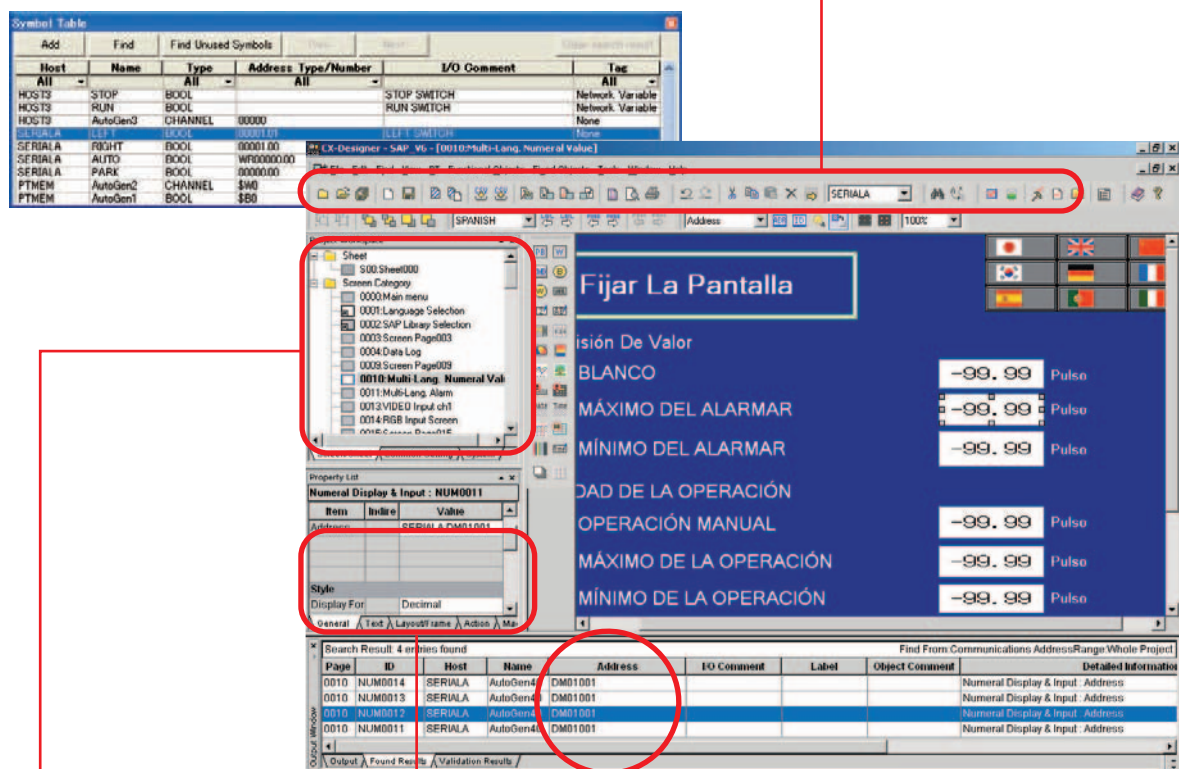 Symbol Table
Add Find Find Unused Symbols
Host Name Type Address Type/Number I/O Comment Tag
All All All All
HOST3 STOP BOOL STOP SWITCH Network Variable
HOST3 RUN BOOL RUN SWITCH Network Variable
HOST3 AutoGen3 CHANNEL 00000 None
SERIALA LEFT BOOL 00001.01 LEFT SWITCH None
SERIALA RIGHT BOOL 00001.00
SERIALA AUTO BOOL WR00000.00
SERIALA PARK BOOL 00000.00
PTMEM AutoGen2 CHANNEL $W0
PTMEM AutoGen1 BOOL $B0
CX-Designer - SAP_V6 - [0010:Multi-Lang. Numeral Value]
SERIALA
SPANISH Address 100%
Sheet
S00:Sheet000
Screen Category
0000:Main menu
0001:Language Selection
0002:SAP Library Selection
0003:Screen Page003
0004:Data Log
0009:Screen Page009
0010:Multi-Lang. Numeral Val
0011:Multi-Lang. Alarm
0013:VIDEO Input ch1
0014:RGB Input Screen
0015:Screen Page015
Property List
Numeral Display & Input : NUM0011
Item Indire Value
Address SERIALA:DM01001
Style
Display For Decimal
General Text Layout/Frame Action Ma
Fijar La Pantalla
isión De Valor
BLANCO -99.99 Pulso
MÁXIMO DEL ALARMAR -99.99 Pulso
MÍNIMO DEL ALARMAR -99.99 Pulso
DAD DE LA OPERACIÓN
OPERACIÓN MANUAL -99.99 Pulso
MÁXIMO DE LA OPERACIÓN -99.99 Pulso
MÍNIMO DE LA OPERACIÓN -99.99 Pulso
Search Result: 4 entries found Find From:Communications AddressRange:Whole Project
Page ID Host Name Address I/O Comment Label Object Comment Detailed Information
0010 NUM0014 SERIALA AutoGen40 DM01001 Numeral Display & Input : Address
0010 NUM0013 SERIALA AutoGen40 DM01001 Numeral Display & Input : Address
0010 NUM0012 SERIALA AutoGen40 DM01001 Numeral Display & Input : Address
0010 NUM0011 SERIALA AutoGen40 DM01001 Numeral Display & Input : Address
Output Window
Output Found Results Validation Results